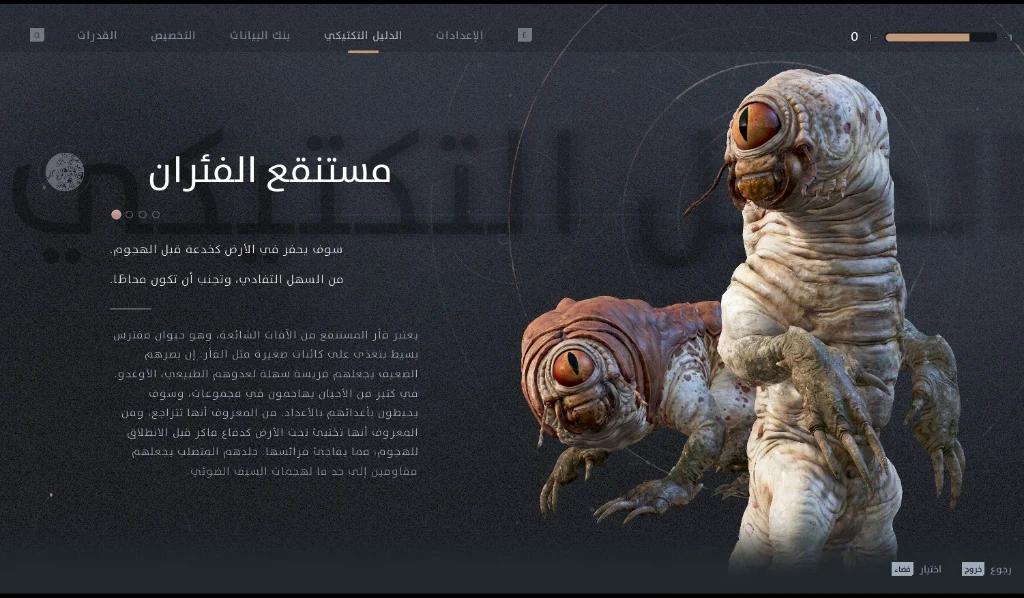 الإعدادات الدليل التكتيكي بنك البيانات التخصيص القدرات
0
الدليل التكتيكي
مستنقع الفئران
سوف يحفر في الأرض كخدعة قبل الهجوم.
من السهل التفادي، وتجنب أن تكون محاطًا.
يعتبر فأر المستنقع من الآفات الشائعة، وهو حيوان مفترس
بسيط يتغذى على كائنات صغيرة مثل الفأر. إن بصرهم
الضعيف يجعلهم فريسة سهلة لعدوهم الطبيعي، الأوغدو.
في كثير من الأحيان يهاجمون في مجموعات، وسوف
يحيطون بأعدائهم بالأعداد. من المعروف أنها تتراجع، ومن
المعروف أنها تختبئ تحت الأرض كدفاع ماكر قبل الانطلاق
للهجوم، مما يفاجئ فرائسها. جلدهم المتصلب يجعلهم
مقاومين إلى حد ما لهجمات السيف الضوئي.
رجوع خروج اختيار فضاء